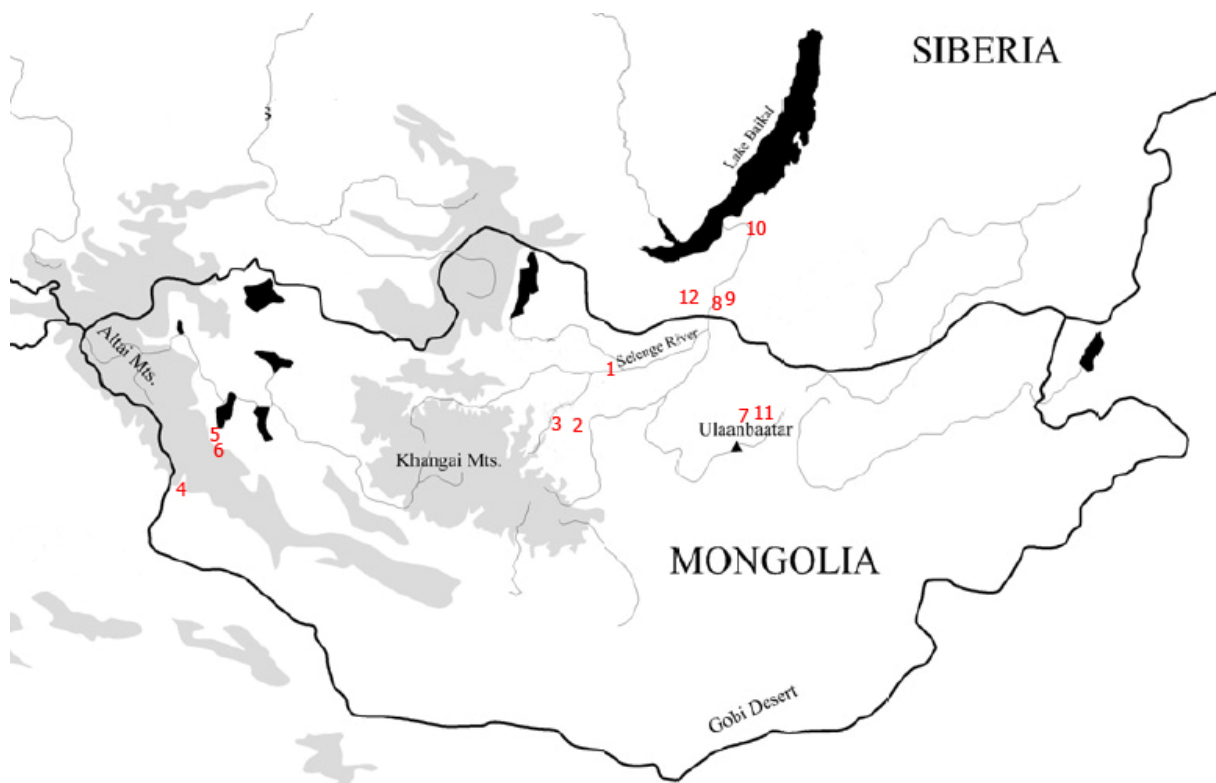 SIBERIA
s
Lake Baikal
10
12
8
9
Altai Mts.
Selenge River
1
3
2
7
11
Ulaanbaatar
5
6
Khangai Mts.
4
MONGOLIA
Gobi Desert